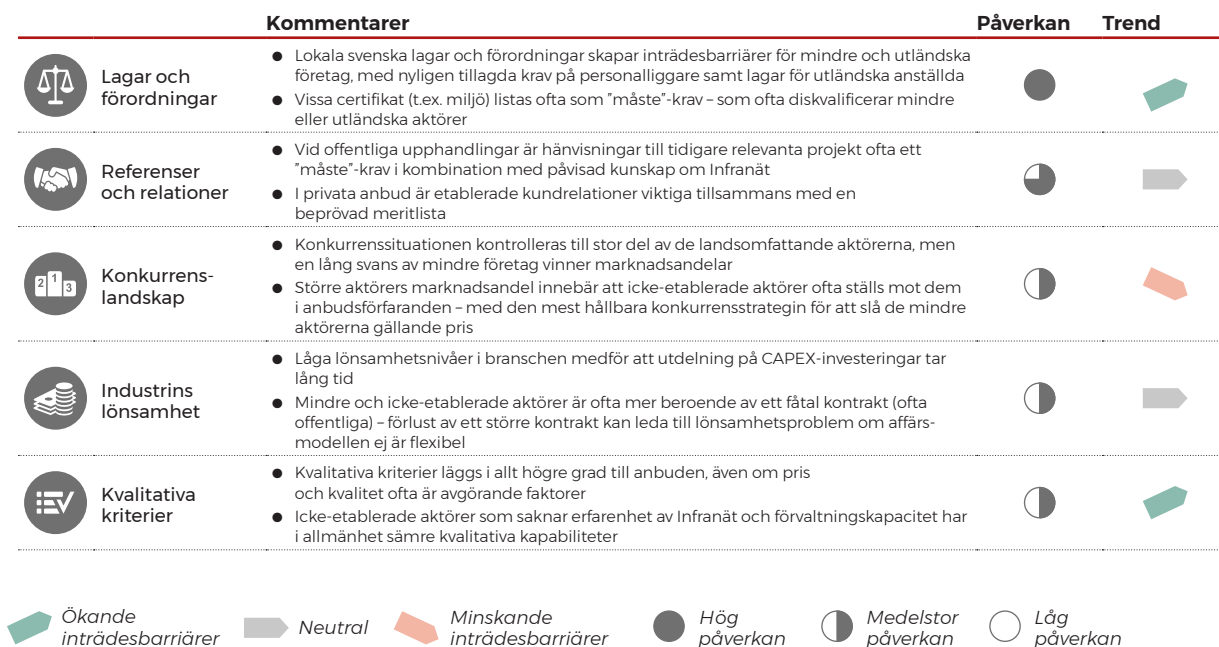 Kommentarer Påverkan Trend
Lagar och
förordningar
● Lokala svenska lagar och förordningar skapar inträdesbarriärer för mindre och utländska
företag, med nyligen tillagda krav på personalliggare samt lagar för utländska anställda
● Vissa certifikat (t.ex. miljö) listas ofta som ”måste”-krav – som ofta diskvalificerar mindre
eller utländska aktörer
Referenser
och relationer
● Vid offentliga upphandlingar är hänvisningar till tidigare relevanta projekt ofta ett
”måste”-krav i kombination med påvisad kunskap om Infranät
● I privata anbud är etablerade kundrelationer viktiga tillsammans med en
beprövad meritlista
2 1 3
Konkurrens-
landskap
● Konkurrenssituationen kontrolleras till stor del av de landsomfattande aktörerna, men
en lång svans av mindre företag vinner marknadsandelar
● Större aktörers marknadsandel innebär att icke-etablerade aktörer ofta ställs mot dem
i anbudsförfaranden – med den mest hållbara konkurrensstrategin för att slå de mindre
aktörerna gällande pris
Industrins
lönsamhet
● Låga lönsamhetsnivåer i branschen medför att utdelning på CAPEX-investeringar tar
lång tid
● Mindre och icke-etablerade aktörer är ofta mer beroende av ett fåtal kontrakt (ofta
offentliga) – förlust av ett större kontrakt kan leda till lönsamhetsproblem om affärs-
modellen ej är flexibel
Kvalitativa
kriterier
● Kvalitativa kriterier läggs i allt högre grad till anbuden, även om pris
och kvalitet ofta är avgörande faktorer
● Icke-etablerade aktörer som saknar erfarenhet av Infranät och förvaltningskapacitet har
i allmänhet sämre kvalitativa kapabiliteter
Ökande
inträdesbarriärer
Neutral
Minskande
inträdesbarriärer
Hög
påverkan
Medelstor
påverkan
Låg
påverkan